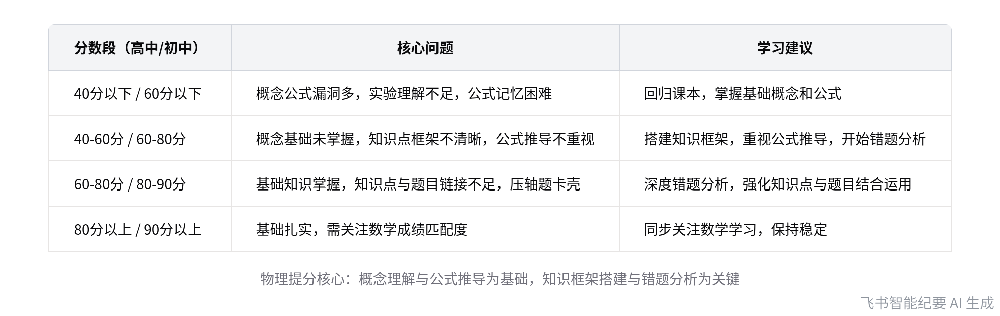 分数段（高中/初中） 核心问题 学习建议
40分以下 / 60分以下 概念公式漏洞多，实验理解不足，公式记忆困难 回归课本，掌握基础概念和公式
40-60分 / 60-80分 概念基础未掌握，知识点框架不清晰，公式推导不重视 搭建知识框架，重视公式推导，开始错题分析
60-80分 / 80-90分 基础知识掌握，知识点与题目链接不足，压轴题卡壳 深度错题分析，强化知识点与题目结合运用
80分以上 / 90分以上 基础扎实，需关注数学成绩匹配度 同步关注数学学习，保持稳定
物理提分核心：概念理解与公式推导为基础，知识框架搭建与错题分析为关键
飞书智能纪要 AI 生成